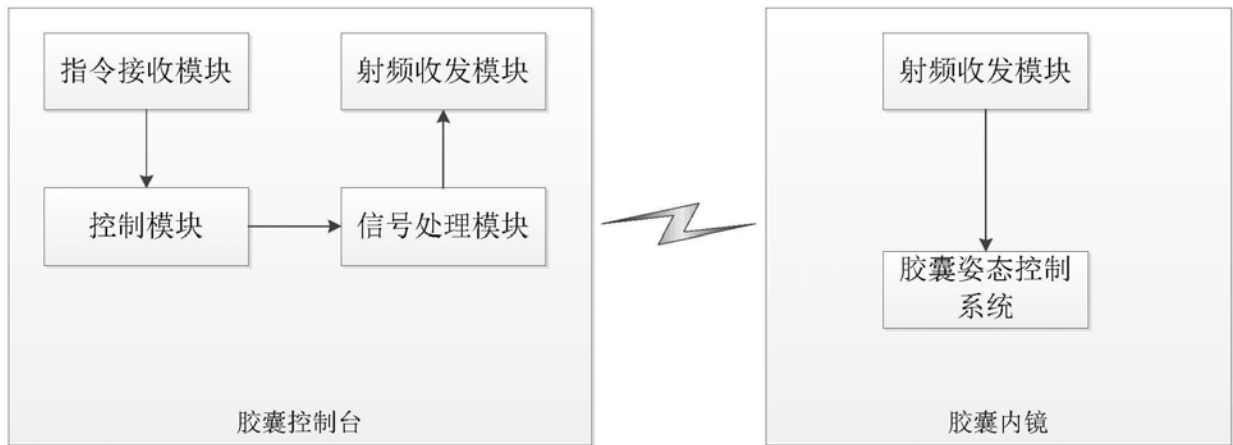 指令接收模块
射频收发模块
控制模块
信号处理模块
胶囊控制台
射频收发模块
胶囊姿态控制
系统
胶囊内镜